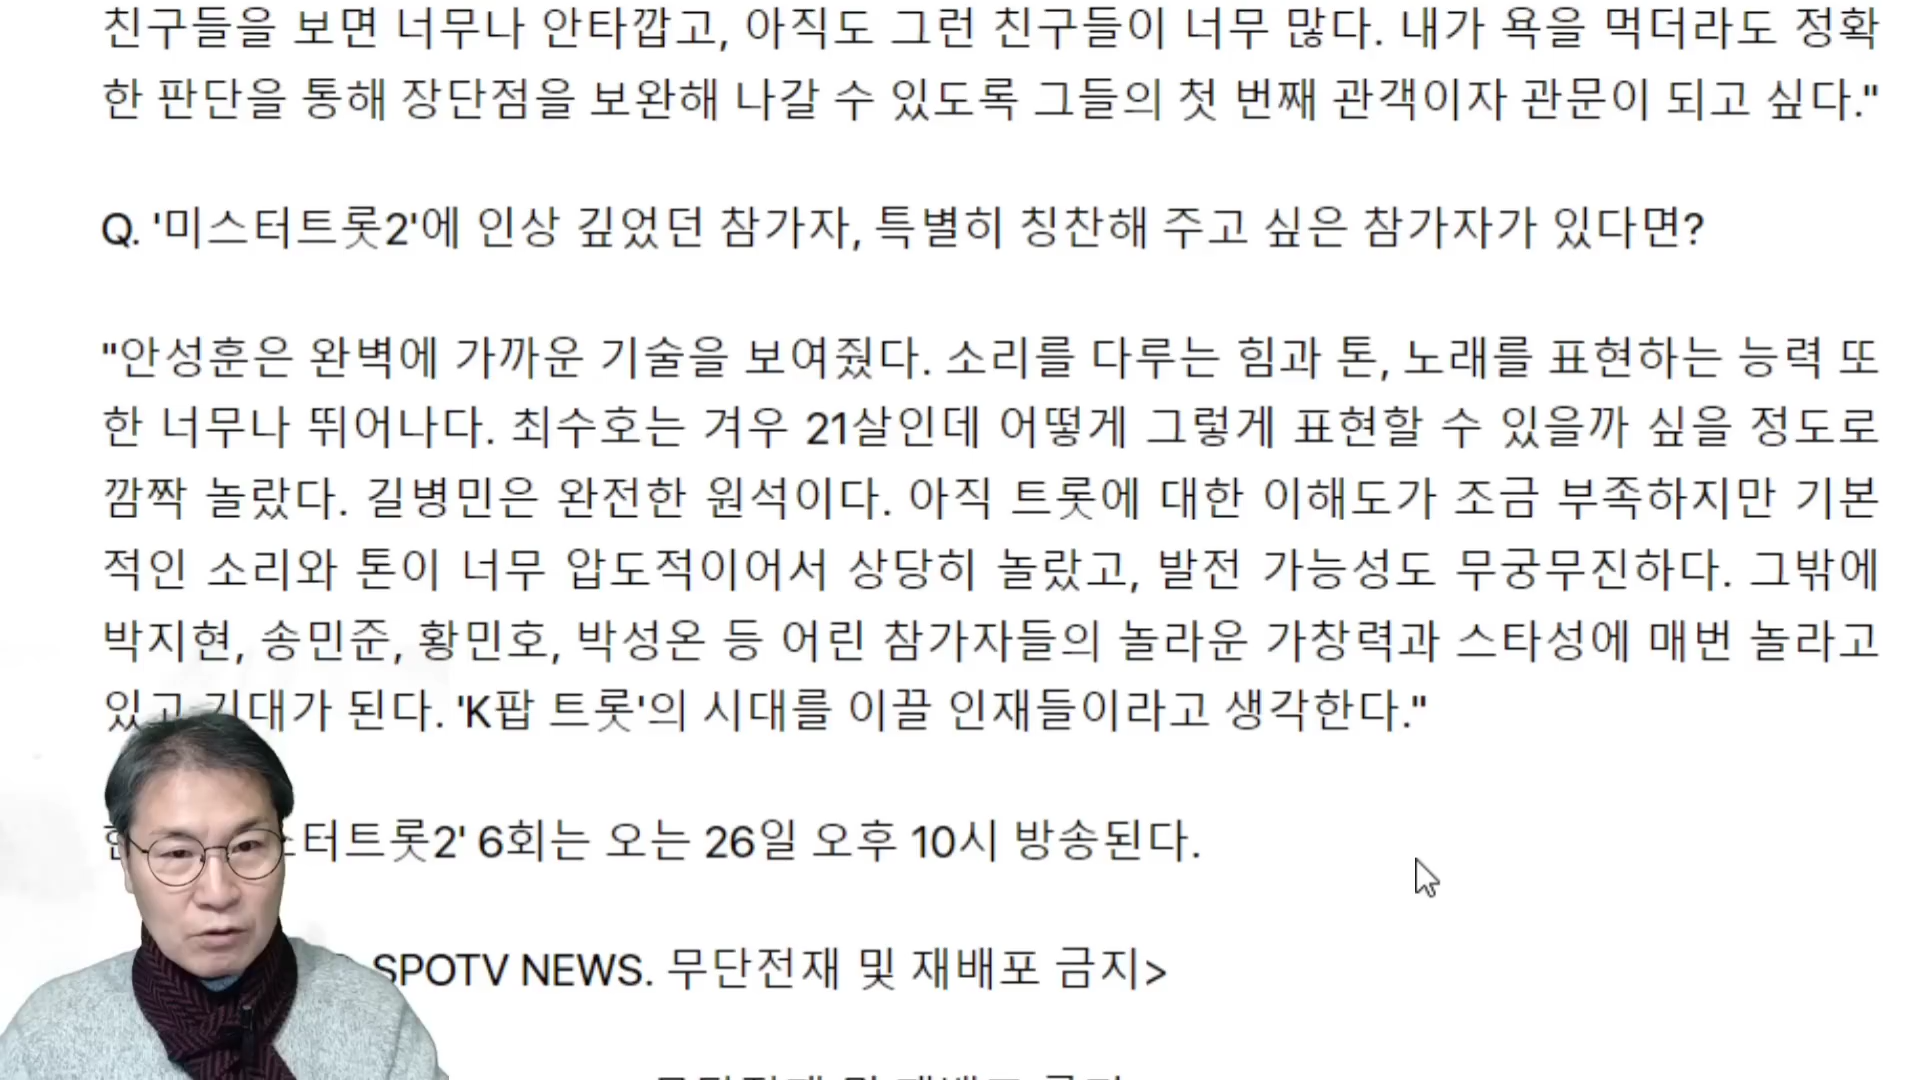 친구들을 보면 너무나 안타깝고, 아직도 그런 친구들이 너무 많다. 내가 욕을 먹더라도 정확
한 판단을 통해 장단점을 보완해 나갈 수 있도록 그들의 첫 번째 관객이자 관문이 되고 싶다."
Q. '미스터트롯2'에 인상 깊었던 참가자, 특별히 칭찬해 주고 싶은 참가자가 있다면?
"안성훈은 완벽에 가까운 기술을 보여줬다. 소리를 다루는 힘과 톤, 노래를 표현하는 능력 또
한 너무나 뛰어나다. 최수호는 겨우 21살인데 어떻게 그렇게 표현할 수 있을까 싶을 정도로
깜짝 놀랐다. 길병민은 완전한 원석이다. 아직 트롯에 대한 이해도가 조금 부족하지만 기본
적인 소리와 톤이 너무 압도적이어서 상당히 놀랐고, 발전 가능성도 무궁무진하다. 그밖에
박지현, 송민준, 황민호, 박성온 등 어린 참가자들의 놀라운 가창력과 스타성에 매번 놀라고
있고 기대가 된다. 'K팝 트롯'의 시대를 이끌 인재들이라고 생각한다."
터트롯2' 6회는 오는 26일 오후 10시 방송된다.
SPOTV NEWS. 무단전재 및 재배포 금지>